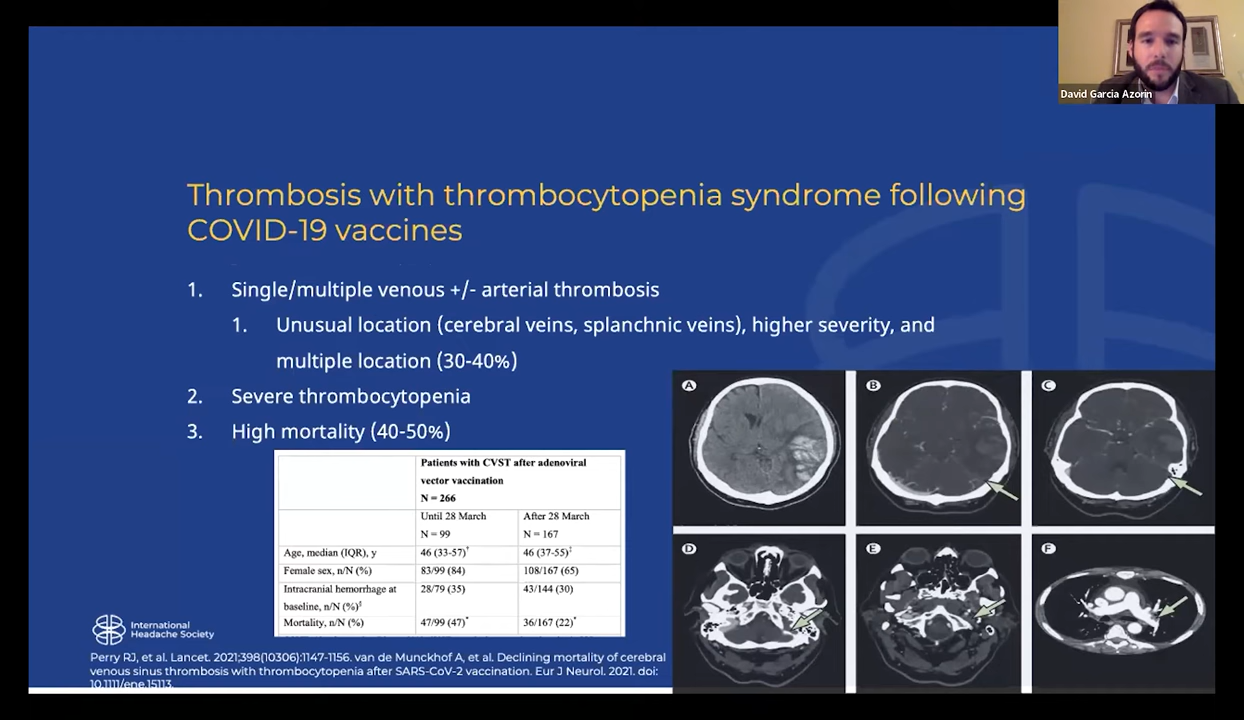 David Garcia Azorin
Thrombosis with thrombocytopenia syndrome following
COVID-19 vaccines
1. Single/multiple venous +/- arterial thrombosis
1. Unusual location (cerebral veins, splanchnic veins), higher severity, and
multiple location (30-40%)
2. Severe thrombocytopenia
3. High mortality (40-50%)
Patients with CVST after adenoviral
vector vaccination
N = 266
Until 28 March After 28 March
N = 99 N = 167
Age, median (IQR), y 46 (33-57)† 46 (37-55)‡
Female sex, n/N (%) 83/99 (84) 108/167 (65)
Intracranial hemorrhage at 28/79 (35) 43/144 (30)
baseline, n/N (%)§
Mortality, n/N (%) 47/99 (47)* 36/167 (22)*
A B C
D E F
International
Headache Society
Perry RJ, et al. Lancet. 2021;398(10306):1147-1156. van de Munckhof A, et al. Declining mortality of cerebral
venous sinus thrombosis with thrombocytopenia after SARS-CoV-2 vaccination. Eur J Neurol. 2021. doi:
10.1111/ene.15113.